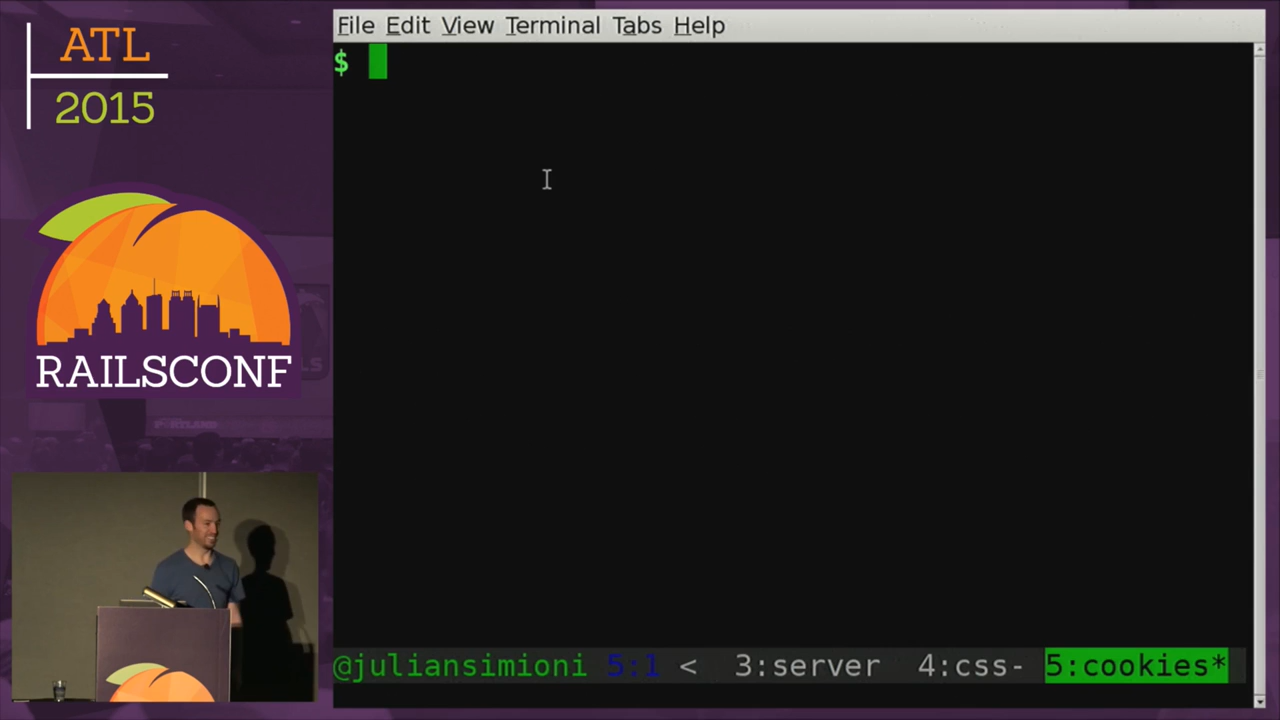 ATL
2015
RAILSCONF
File Edit View Terminal Tabs Help
$
@juliansimioni 5:1 < 3:server 4:css- 5:cookies*